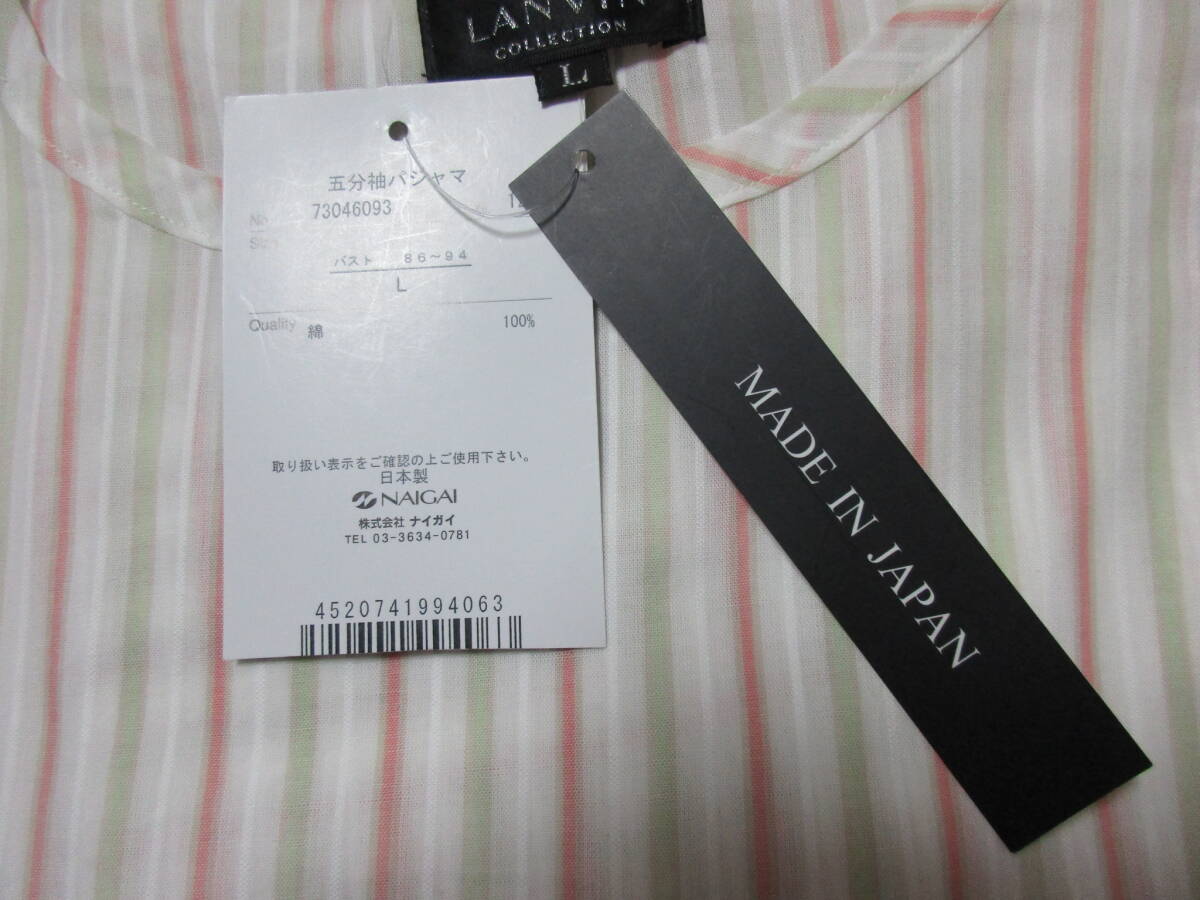 LANVIN
COLLECTION
L
五分袖パジャマ
No 73046093
バスト 86~94
L
Quality 綿 100%
取り扱い表示をご確認の上ご使用下さい。
日本製
NAIGAI
株式会社 ナイガイ
TEL 03-3634-0781
4520741994063
MADE IN JAPAN